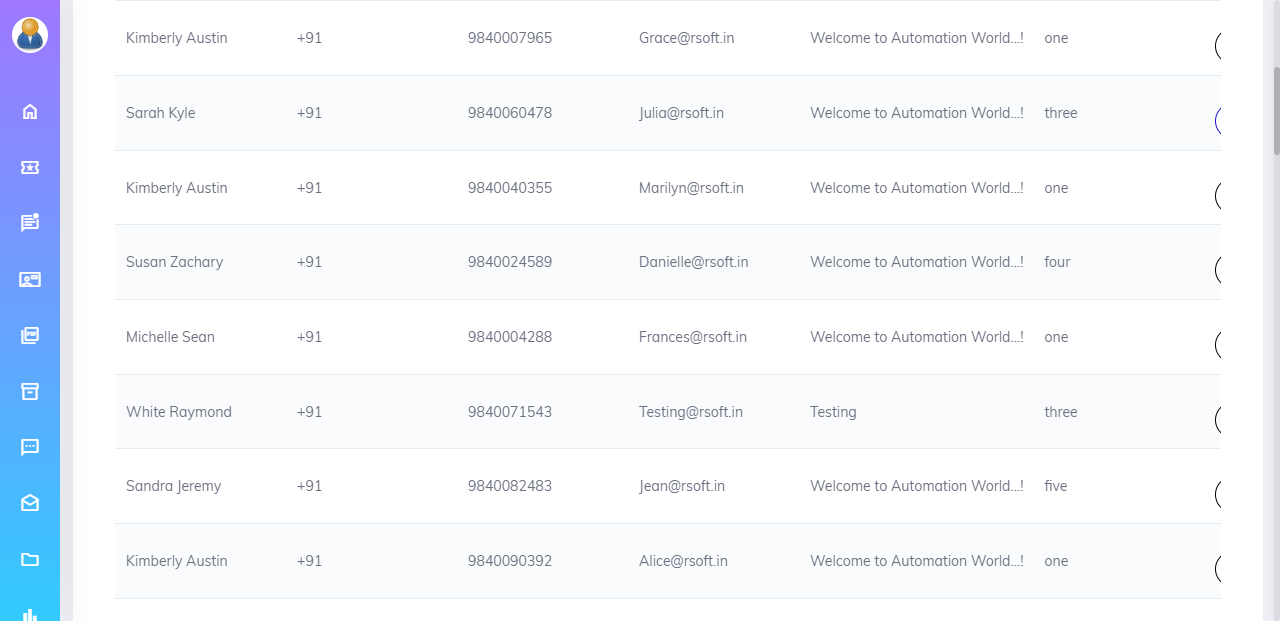 Kimberly Austin +91 9840007965 Grace@rsoft.in Welcome to Automation World...! one
Sarah Kyle +91 9840060478 Julia@rsoft.in Welcome to Automation World...! three
Kimberly Austin +91 9840040355 Marilyn@rsoft.in Welcome to Automation World...! one
Susan Zachary +91 9840024589 Danielle@rsoft.in Welcome to Automation World...! four
Michelle Sean +91 9840004288 Frances@rsoft.in Welcome to Automation World...! one
White Raymond +91 9840071543 Testing@rsoft.in Testing three
Sandra Jeremy +91 9840082483 Jean@rsoft.in Welcome to Automation World...! five
Kimberly Austin +91 9840090392 Alice@rsoft.in Welcome to Automation World...! one